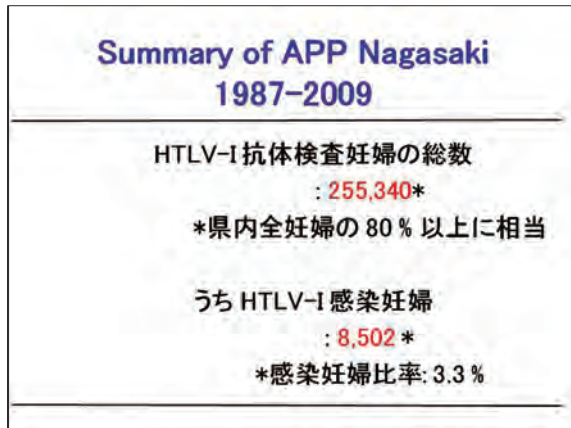 Summary of APP Nagasaki
1987-2009
HTLV-I 抗体検査妊婦の総数
: 255,340*
*県内全妊婦の 80 % 以上に相当
うち HTLV-I 感染妊婦
: 8,502 *
*感染妊婦比率: 3.3 %